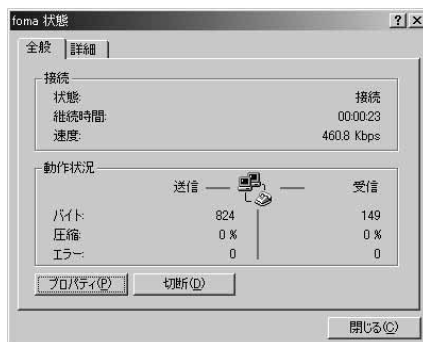 foma 状態
全般 詳細
接続
状態: 接続
継続時間: 00:00:23
速度: 460.8 Kbps
動作状況
送信 受信
バイト: 824 149
圧縮: 0 % 0 %
エラー: 0 0
プロパティ(P) 切断(D)
閉じる(C)